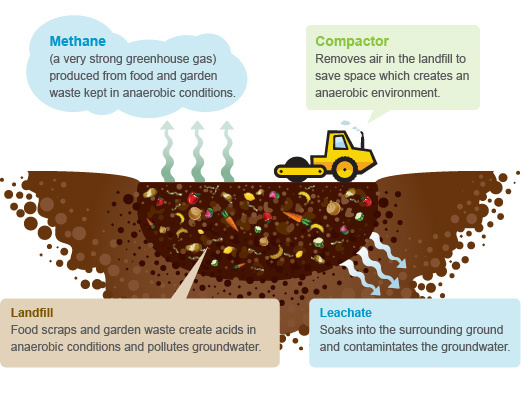 Methane
(a very strong greenhouse gas)
produced from food and garden
waste kept in anaerobic conditions.
Compactor
Removes air in the landfill to
save space which creates an
anaerobic environment.
Landfill
Food scraps and garden waste create acids in
anaerobic conditions and pollutes groundwater.
Leachate
Soaks into the surrounding ground
and contamintates the groundwater.